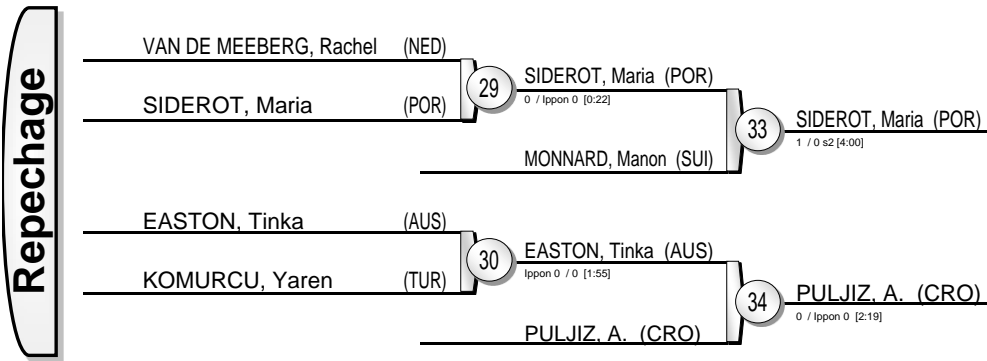 Repechage
VAN DE MEEBERG, Rachel (NED)
SIDEROT, Maria (POR)
29
SIDEROT, Maria (POR)
0 / Ippon 0 [0:22]
MONNARD, Manon (SUI)
33
SIDEROT, Maria (POR)
1 / 0 s2 [4:00]
EASTON, Tinka (AUS)
KOMURCU, Yaren (TUR)
30
EASTON, Tinka (AUS)
Ippon 0 / 0 [1:55]
PULJIZ, A. (CRO)
34
PULJIZ, A. (CRO)
0 / Ippon 0 [2:19]